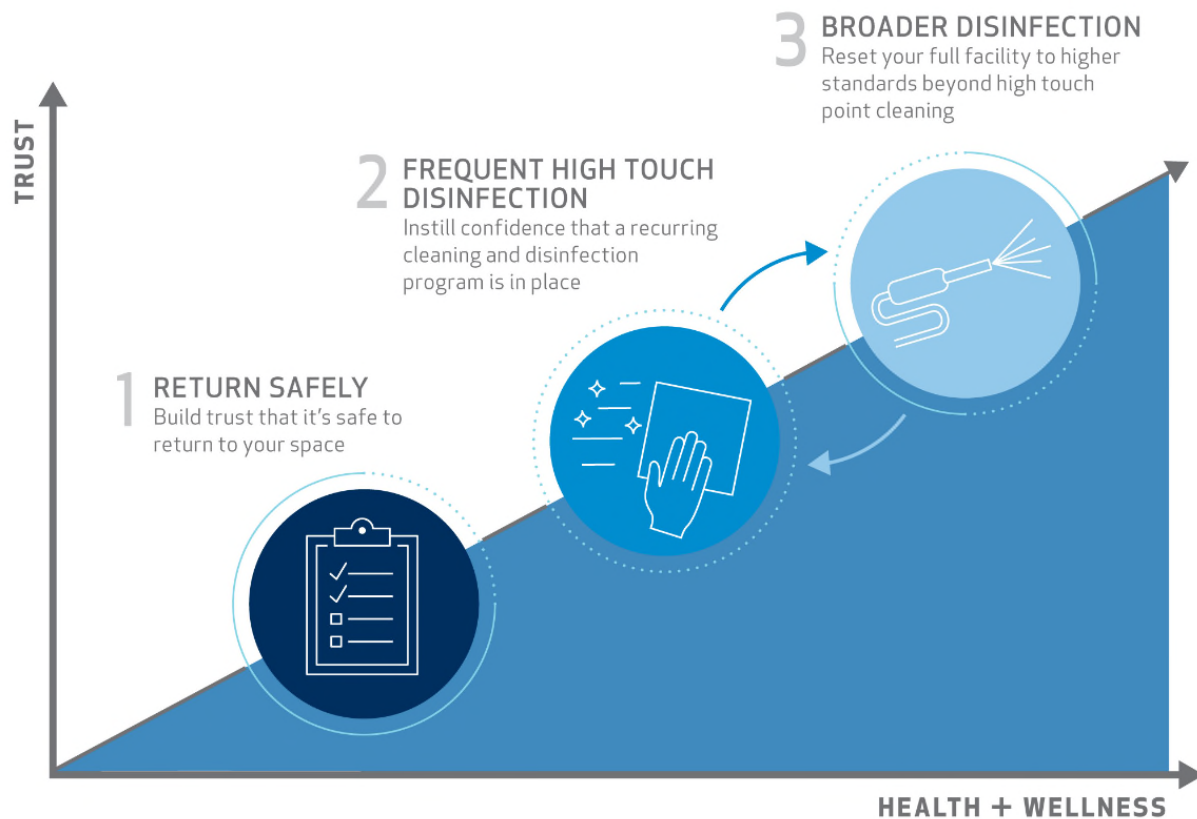 3 BROADER DISINFECTION
Reset your full facility to higher
standards beyond high touch
point cleaning
TRUST
2 FREQUENT HIGH TOUCH
DISINFECTION
Instill confidence that a recurring
cleaning and disinfection
program is in place
1 RETURN SAFELY
Build trust that it’s safe to
return to your space
HEALTH + WELLNESS